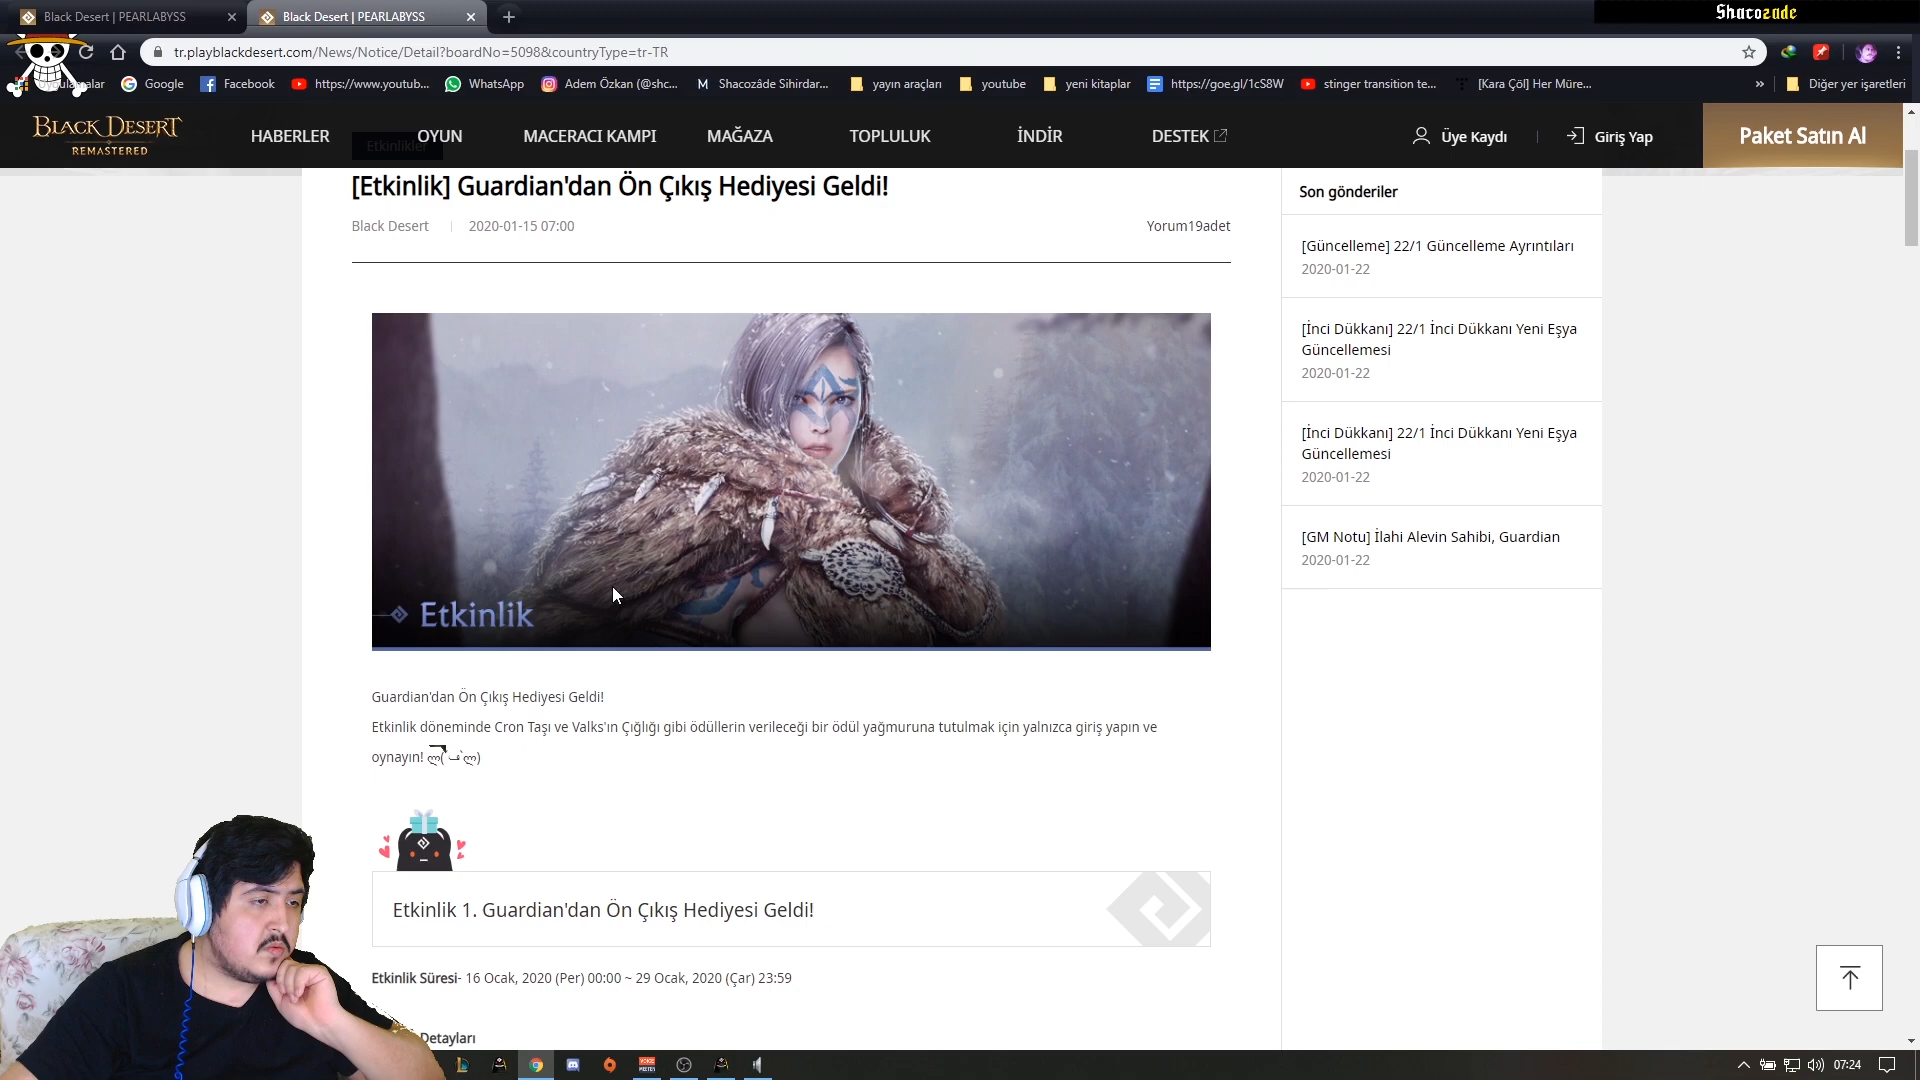 Black Desert | PEARLABYSS
Black Desert | PEARLABYSS
Shacozade
tr.playblackdesert.com/News/Notice/Detail?boardNo=5098&countryType=tr-TR
Google
Facebook
https://www.youtub...
WhatsApp
Adem Özkan (@shc...
Shacozâde Sihirdar...
yayın araçları
youtube
yeni kitaplar
https://goe.gl/1cS8W
stinger transition te...
[Kara Çöl] Her Müre...
»
Diğer yer işaretleri
BLACK DESERT
REMASTERED
HABERLER
OYUN
MACERACI KAMPI
MAĞAZA
TOPLULUK
İNDİR
DESTEK
Üye Kaydı
Giriş Yap
Paket Satın Al
Etkinlikler
[Etkinlik] Guardian'dan Ön Çıkış Hediyesi Geldi!
Black Desert
2020-01-15 07:00
Yorum19adet
Etkinlik
Guardian'dan Ön Çıkış Hediyesi Geldi!
Etkinlik döneminde Cron Taşı ve Valks'ın Çığlığı gibi ödüllerin verileceği bir ödül yağmuruna tutulmak için yalnızca giriş yapın ve
oynayın!
Etkinlik 1. Guardian'dan Ön Çıkış Hediyesi Geldi!
Etkinlik Süresi- 16 Ocak, 2020 (Per) 00:00 ~ 29 Ocak, 2020 (Çar) 23:59
Detayları
Son gönderiler
[Güncelleme] 22/1 Güncelleme Ayrıntıları
2020-01-22
[İnci Dükkanı] 22/1 İnci Dükkanı Yeni Eşya
Güncellemesi
2020-01-22
[İnci Dükkanı] 22/1 İnci Dükkanı Yeni Eşya
Güncellemesi
2020-01-22
[GM Notu] İlahi Alevin Sahibi, Guardian
2020-01-22
07:24